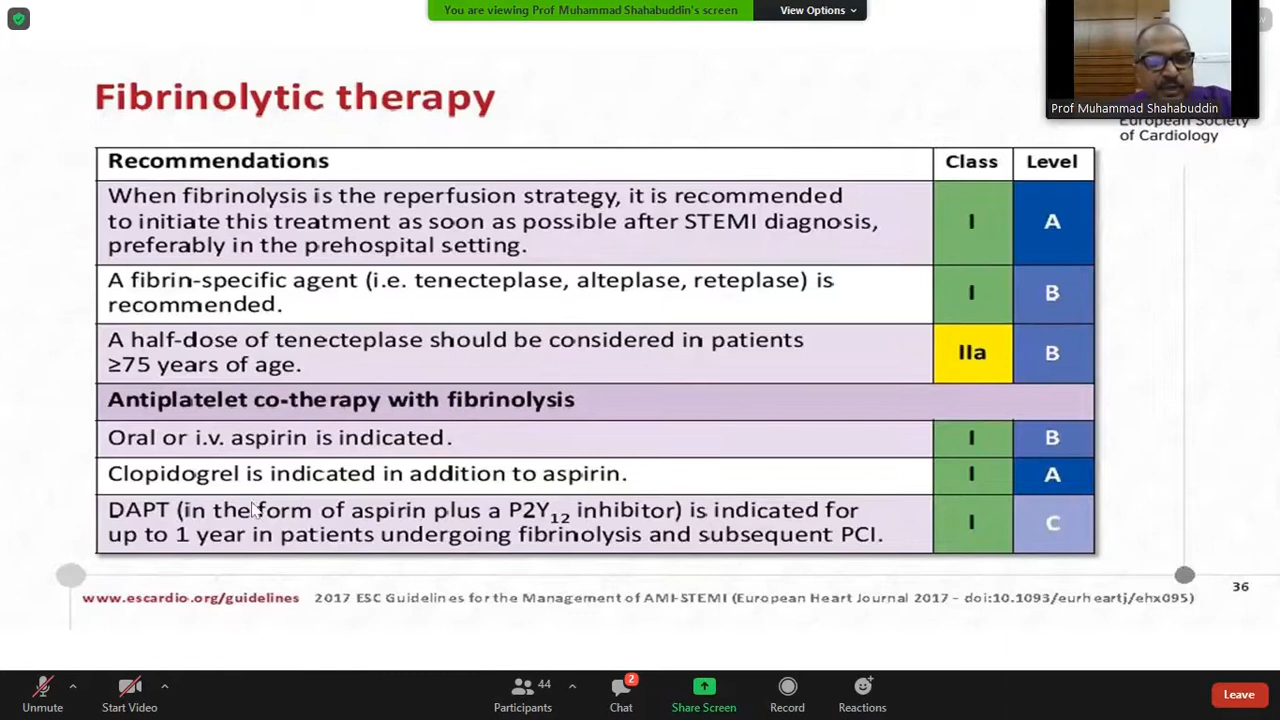 You are viewing Prof Muhammad Shahabuddin's screen
View Options
Prof Muhammad Shahabuddin
Fibrinolytic therapy
European Society
of Cardiology
Recommendations Class Level
When fibrinolysis is the reperfusion strategy, it is recommended
to initiate this treatment as soon as possible after STEMI diagnosis,
preferably in the prehospital setting.
I A
A fibrin-specific agent (i.e. tenecteplase, alteplase, reteplase) is
recommended.
I B
A half-dose of tenecteplase should be considered in patients
≥75 years of age.
IIa B
Antiplatelet co-therapy with fibrinolysis
Oral or i.v. aspirin is indicated. I B
Clopidogrel is indicated in addition to aspirin. I A
DAPT (in the form of aspirin plus a P2Y12 inhibitor) is indicated for
up to 1 year in patients undergoing fibrinolysis and subsequent PCI.
I C
36
www.escardio.org/guidelines 2017 ESC Guidelines for the Management of AMI-STEMI (European Heart Journal 2017 - doi:10.1093/eurheartj/ehx095)
Unmute
Start Video
44
Participants
2
Chat
Share Screen
Record
Reactions
Leave